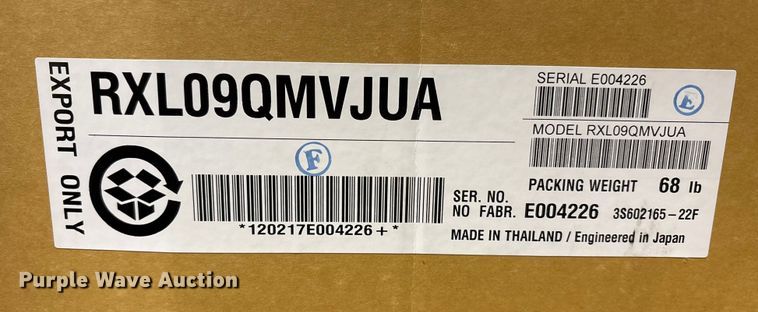 EXPORT ONLY
RXL09QMVJUA
SERIAL E004226
E
MODEL RXL09QMVJUA
F
PACKING WEIGHT 68 lb
*120217E004226+*
SER. NO.
NO FABR. E004226 3S602165-22F
MADE IN THAILAND / Engineered in Japan
Purple Wave Auction